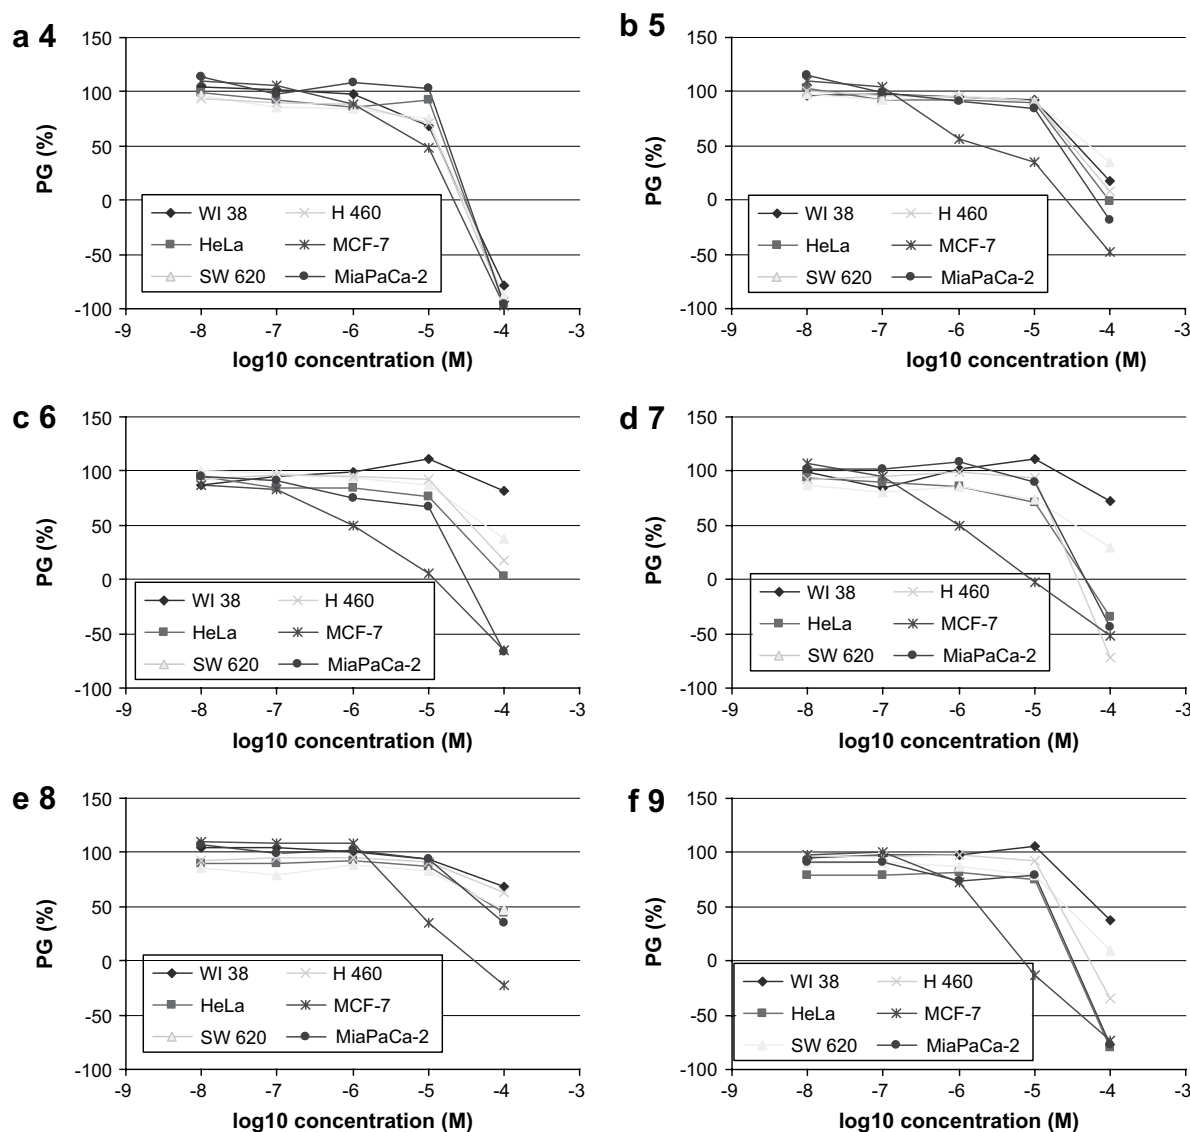 a 4
150
100
50
0
-50
-100
PG (%)
WI 38
H 460
HeLa
MCF-7
SW 620
MiaPaCa-2
-9 -8 -7 -6 -5 -4 -3
log10 concentration (M)
b 5
150
100
50
0
-50
-100
PG (%)
WI 38
H 460
HeLa
MCF-7
SW 620
MiaPaCa-2
-9 -8 -7 -6 -5 -4 -3
log10 concentration (M)
c 6
150
100
50
0
-50
-100
PG (%)
WI 38
H 460
HeLa
MCF-7
SW 620
MiaPaCa-2
-9 -8 -7 -6 -5 -4 -3
log10 concentration (M)
d 7
150
100
50
0
-50
-100
PG (%)
WI 38
H 460
HeLa
MCF-7
SW 620
MiaPaCa-2
-9 -8 -7 -6 -5 -4 -3
log10 concentration (M)
e 8
150
100
50
0
-50
-100
PG (%)
WI 38
H 460
HeLa
MCF-7
SW 620
MiaPaCa-2
-9 -8 -7 -6 -5 -4 -3
log10 concentration (M)
f 9
150
100
50
0
-50
-100
PG (%)
WI 38
H 460
HeLa
MCF-7
SW 620
MiaPaCa-2
-9 -8 -7 -6 -5 -4 -3
log10 concentration (M)